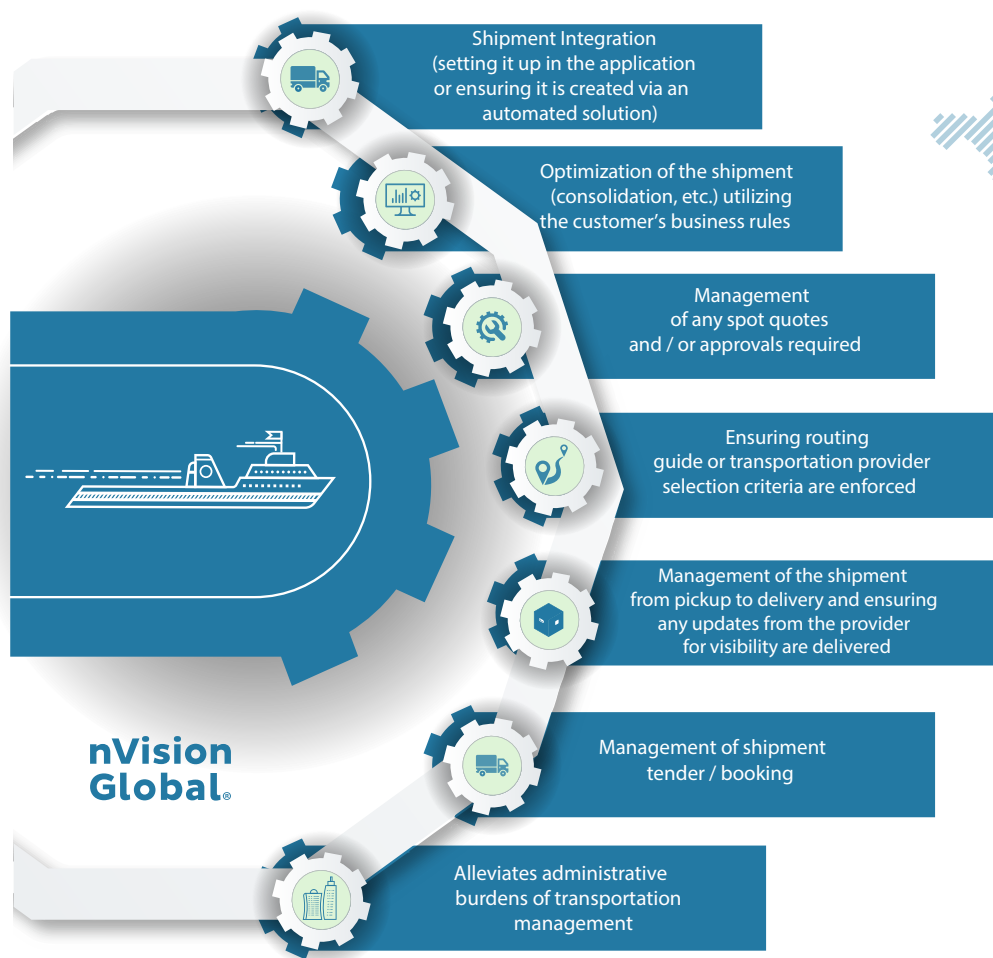 Shipment Integration
(setting it up in the application
or ensuring it is created via an
automated solution)
Optimization of the shipment
(consolidation, etc.) utilizing
the customer's business rules
Management
of any spot quotes
and / or approvals required
Ensuring routing
guide or transportation provider
selection criteria are enforced
Management of the shipment
from pickup to delivery and ensuring
any updates from the provider
for visibility are delivered
Management of shipment
tender / booking
Alleviates administrative
burdens of transportation
management
nVision
Global®